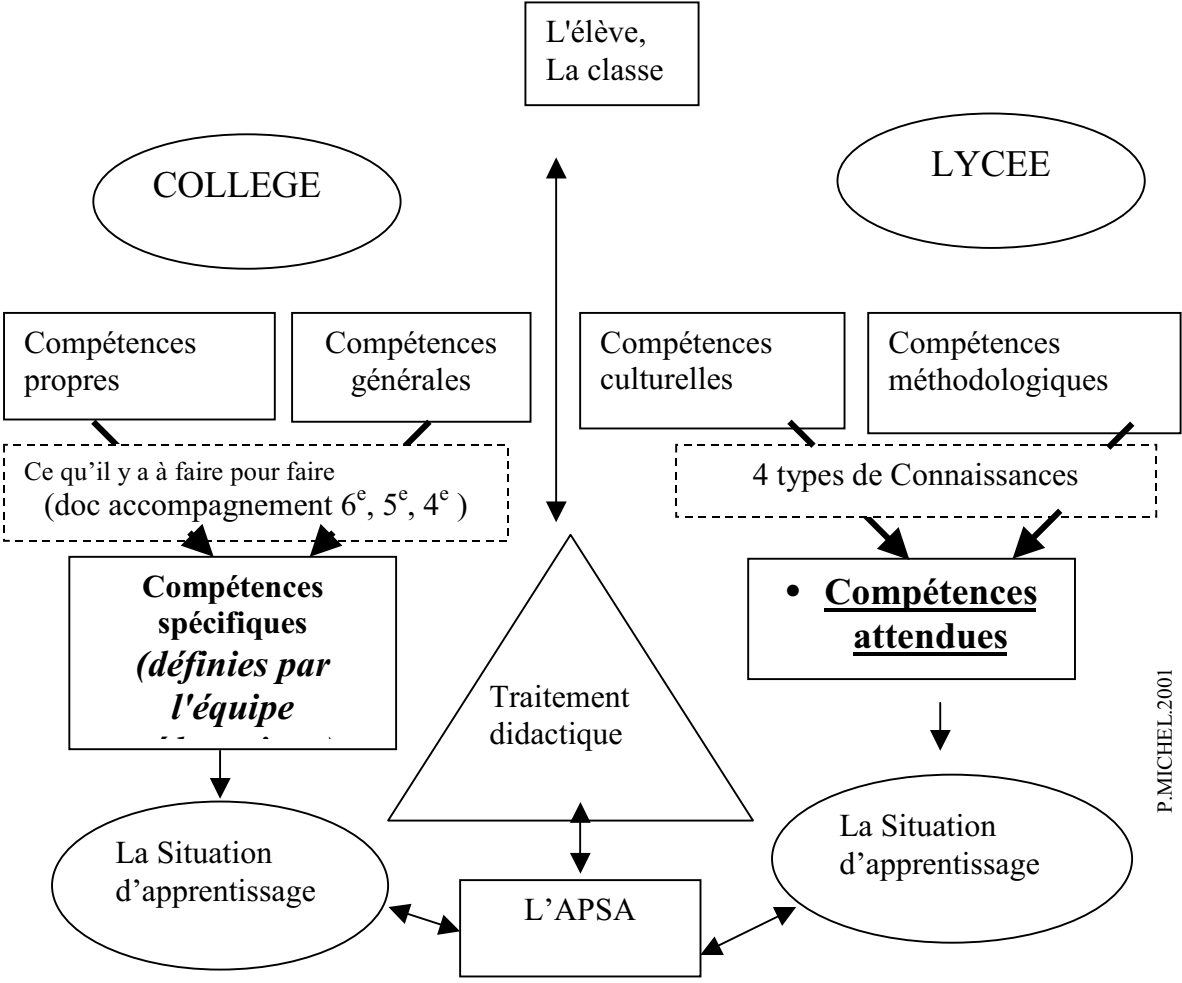 L'élève,
La classe
COLLEGE
LYCEE
Compétences
propres
Compétences
générales
Compétences
culturelles
Compétences
méthodologiques
Ce qu’il y a à faire pour faire
(doc accompagnement 6e, 5e, 4e )
4 types de Connaissances
Compétences
spécifiques
(définies par
l'équipe
• Compétences
attendues
Traitement
didactique
P.MICHEL.2001
La Situation
d’apprentissage
La Situation
d’apprentissage
L’APSA